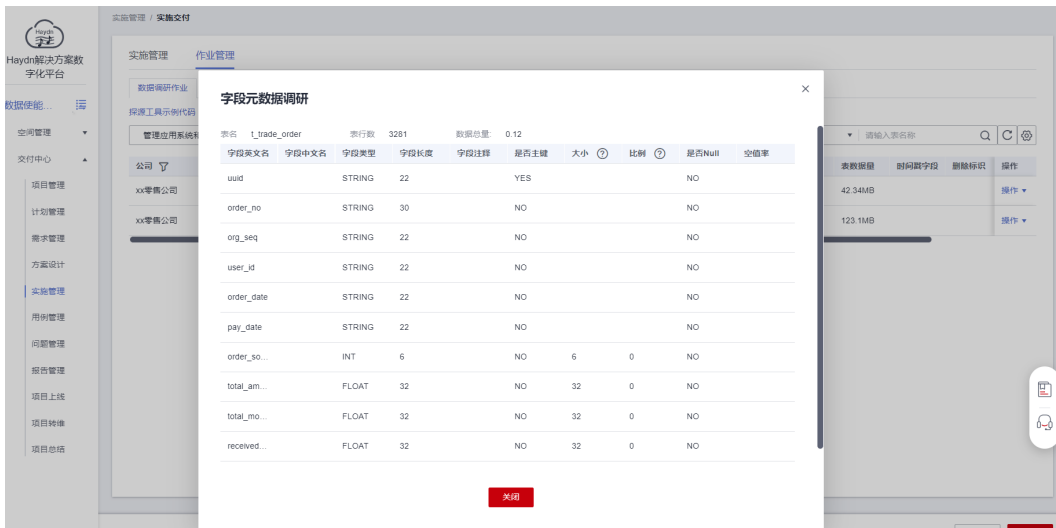 实施管理 / 实施交付
Haydn
Haydn解决方案数
字化平台
数据使能...
空间管理
交付中心
项目管理
计划管理
需求管理
方案设计
实施管理
用例管理
问题管理
报告管理
项目上线
项目转维
项目总结
实施管理 作业管理
数据调研作业
探源工具示例代码
管理应用系统和
请输入表名称
公司 表数据量 时间戳字段 删除标识 操作
xx零售公司 42.34MB 操作
xx零售公司 123.1MB 操作
字段元数据调研
表名 t_trade_order 表行数 3281 数据总量: 0.12
字段英文名 字段中文名 字段类型 字段长度 字段注释 是否主键 大小 ? 比例 ? 是否Null 空值率
uuid STRING 22 YES NO
order_no STRING 30 NO NO
org_seq STRING 22 NO NO
user_id STRING 22 NO NO
order_date STRING 22 NO NO
pay_date STRING 22 NO NO
order_so... INT 6 NO 6 0 NO
total_am... FLOAT 32 NO 32 0 NO
total_mo... FLOAT 32 NO 32 0 NO
received... FLOAT 32 NO 32 0 NO
关闭